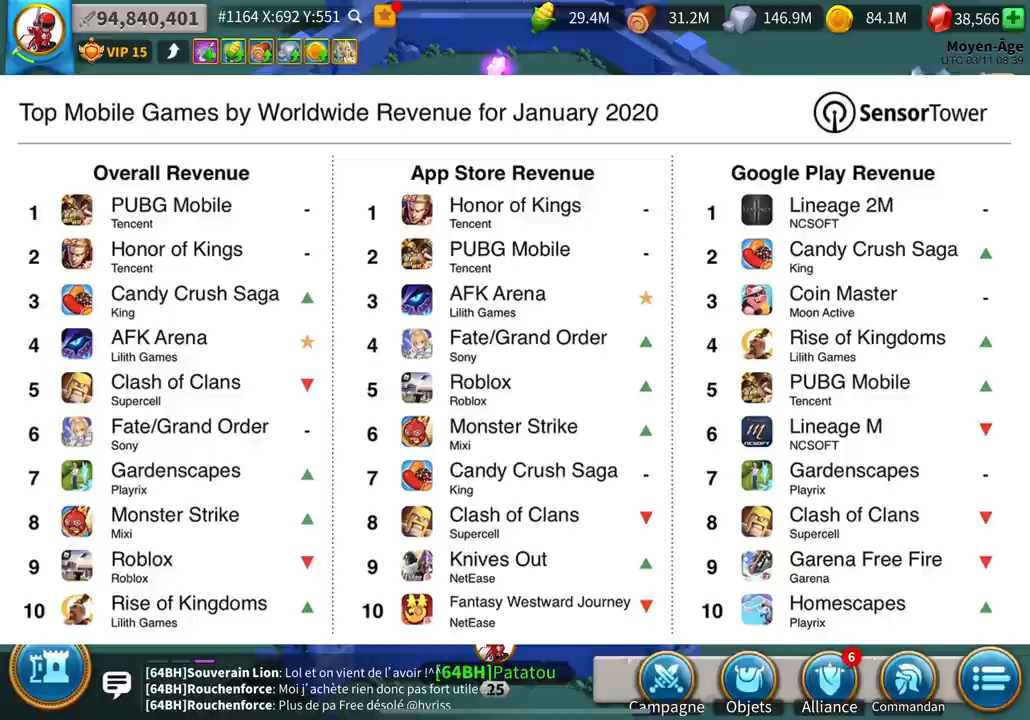 94,840,401
#1164 X:692 Y:551
29.4M
31.2M
146.9M
84.1M
38,566
VIP 15
Moyen-Âge
UTC 03/11 08:39
Top Mobile Games by Worldwide Revenue for January 2020
SensorTower
Overall Revenue
1 PUBG Mobile -
Tencent
2 Honor of Kings -
Tencent
3 Candy Crush Saga ▲
King
4 AFK Arena ★
Lilith Games
5 Clash of Clans ▼
Supercell
6 Fate/Grand Order -
Sony
7 Gardenscapes ▲
Playrix
8 Monster Strike ▲
Mixi
9 Roblox ▼
Roblox
10 Rise of Kingdoms ▲
Lilith Games
App Store Revenue
1 Honor of Kings -
Tencent
2 PUBG Mobile -
Tencent
3 AFK Arena ★
Lilith Games
4 Fate/Grand Order ▲
Sony
5 Roblox ▲
Roblox
6 Monster Strike ▲
Mixi
7 Candy Crush Saga -
King
8 Clash of Clans ▼
Supercell
9 Knives Out ▲
NetEase
10 Fantasy Westward Journey ▼
NetEase
Google Play Revenue
1 Lineage 2M -
NCSOFT
2 Candy Crush Saga ▲
King
3 Coin Master -
Moon Active
4 Rise of Kingdoms ▲
Lilith Games
5 PUBG Mobile ▲
Tencent
6 Lineage M ▼
NCSOFT
7 Gardenscapes -
Playrix
8 Clash of Clans ▼
Supercell
9 Garena Free Fire ▼
Garena
10 Homescapes ▲
Playrix
[64BH]Souverain Lion: Lol et on vient de l'avoir !^
[64BH]Patatou
[64BH]Rouchenforce: Moi j'achète rien donc pas fort utile
25
[64BH]Rouchenforce: Plus de pa Free désolé @hyriss
6
Campagne
Objets
Alliance
Commandan